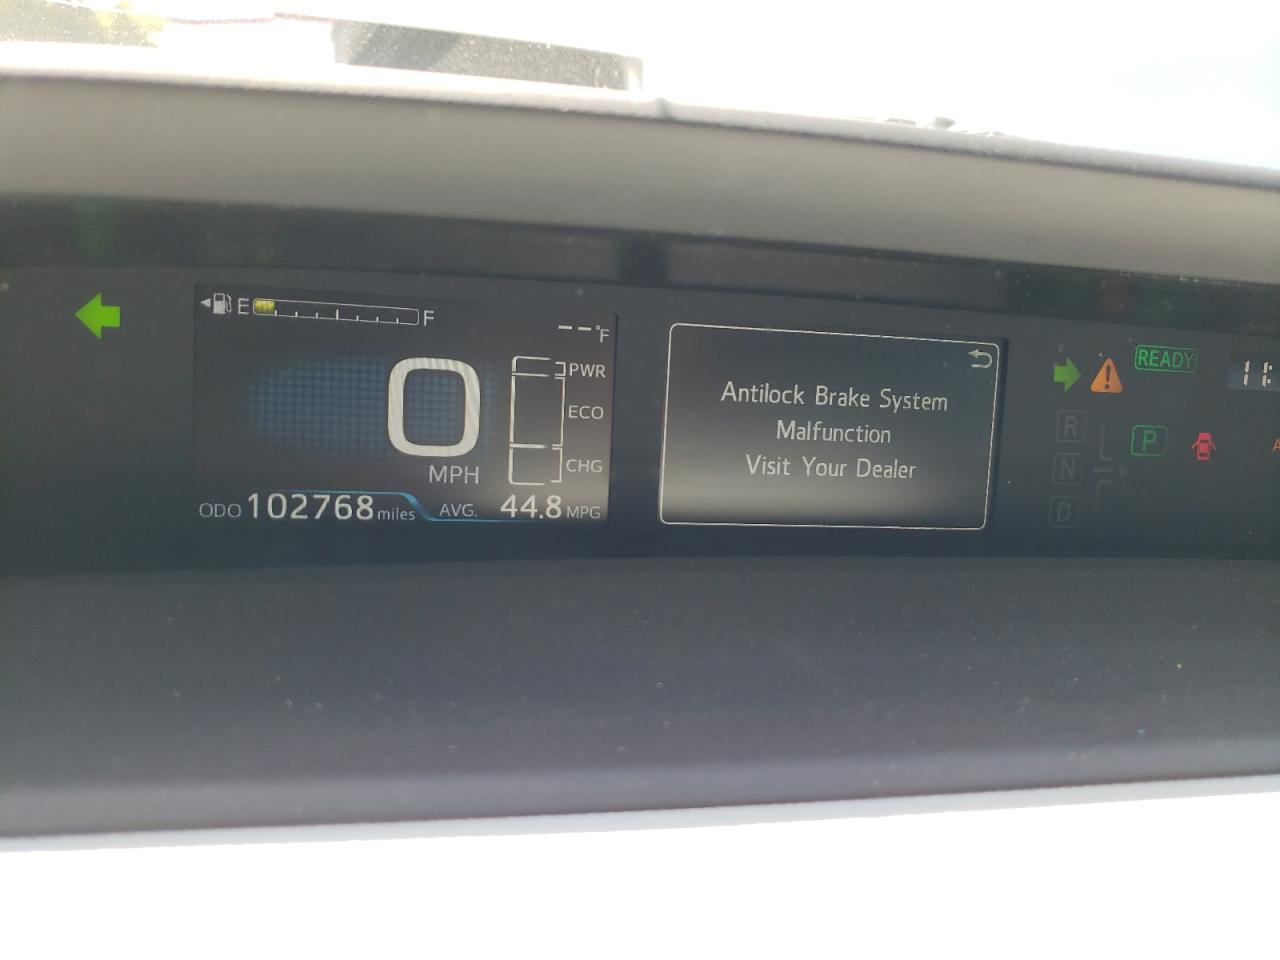 E F
--°F
0
MPH
PWR
ECO
CHG
ODO 102768 miles
AVG. 44.8 MPG
Antilock Brake System
Malfunction
Visit Your Dealer
!
READY
11:
R
N
D
P